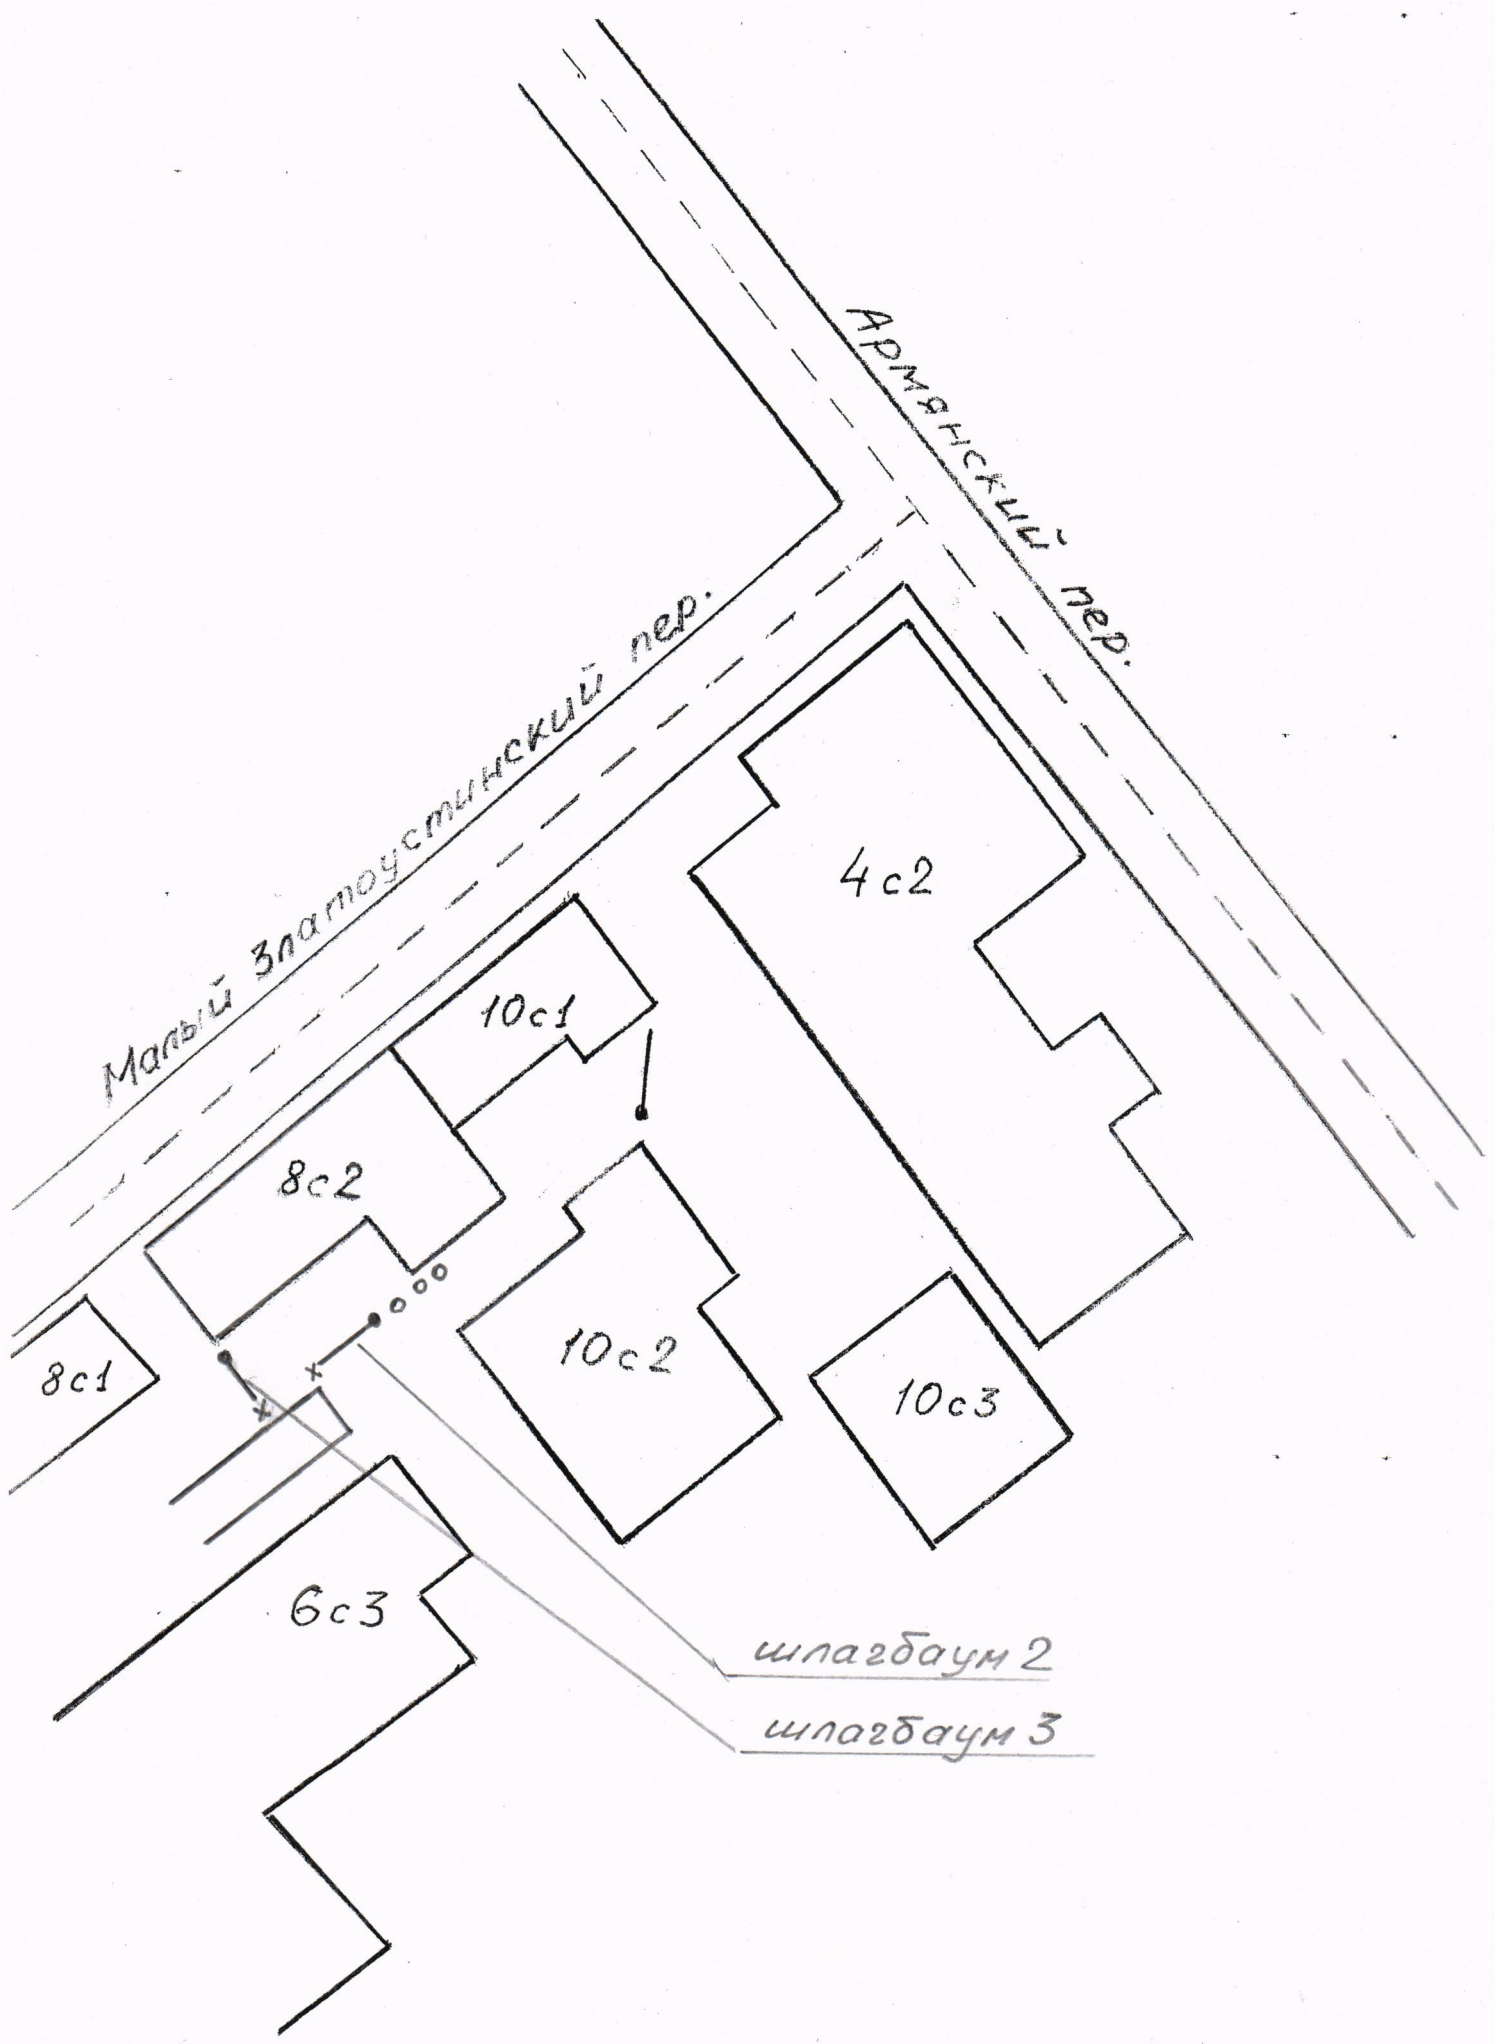 Армянский пер.
Малый Златоустинский пер.
4с2
10с1
8с2
8с1
10с2
10с3
6с3
шлагбаум 2
шлагбаум 3